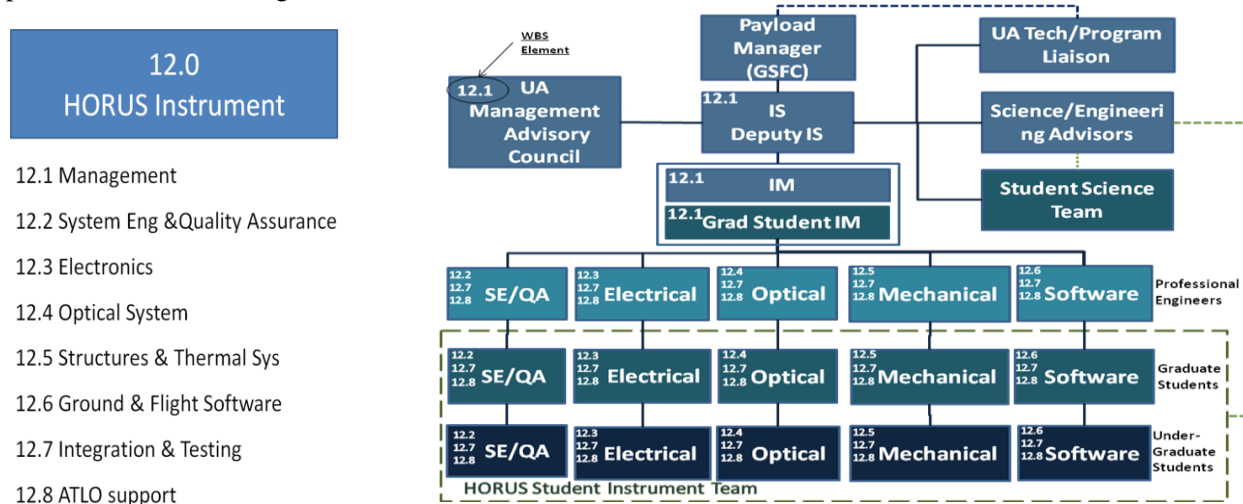 12.0
HORUS Instrument
12.1 Management
12.2 System Eng &Quality Assurance
12.3 Electronics
12.4 Optical System
12.5 Structures & Thermal Sys
12.6 Ground & Flight Software
12.7 Integration & Testing
12.8 ATLO support
WBS
Element
12.1 UA
Management
Advisory
Council
Payload
Manager
(GSFC)
12.1
IS
Deputy IS
UA Tech/Program
Liaison
Science/Engineeri
ng Advisors
Student Science
Team
12.1 IM
12.1 Grad Student IM
12.2
12.7
12.8 SE/QA
12.3
12.7
12.8 Electrical
12.4
12.7
12.8 Optical
12.5
12.7
12.8 Mechanical
12.6
12.7
12.8 Software
Professional
Engineers
12.2
12.7
12.8 SE/QA
12.3
12.7
12.8 Electrical
12.4
12.7
12.8 Optical
12.5
12.7
12.8 Mechanical
12.6
12.7
12.8 Software
Graduate
Students
12.2
12.7
12.8 SE/QA
12.3
12.7
12.8 Electrical
12.4
12.7
12.8 Optical
12.5
12.7
12.8 Mechanical
12.6
12.7
12.8 Software
Under-
Graduate
Students
HORUS Student Instrument Team